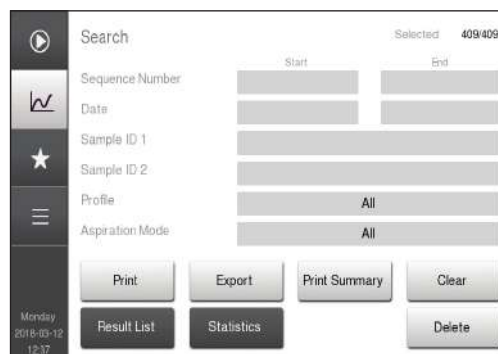 Search
Selected 409/409
Start End
Sequence Number
Date
Sample ID 1
Sample ID 2
Profile All
Aspiration Mode All
Print Export Print Summary Clear
Result List Statistics Delete
Monday
2018-03-12
12:37